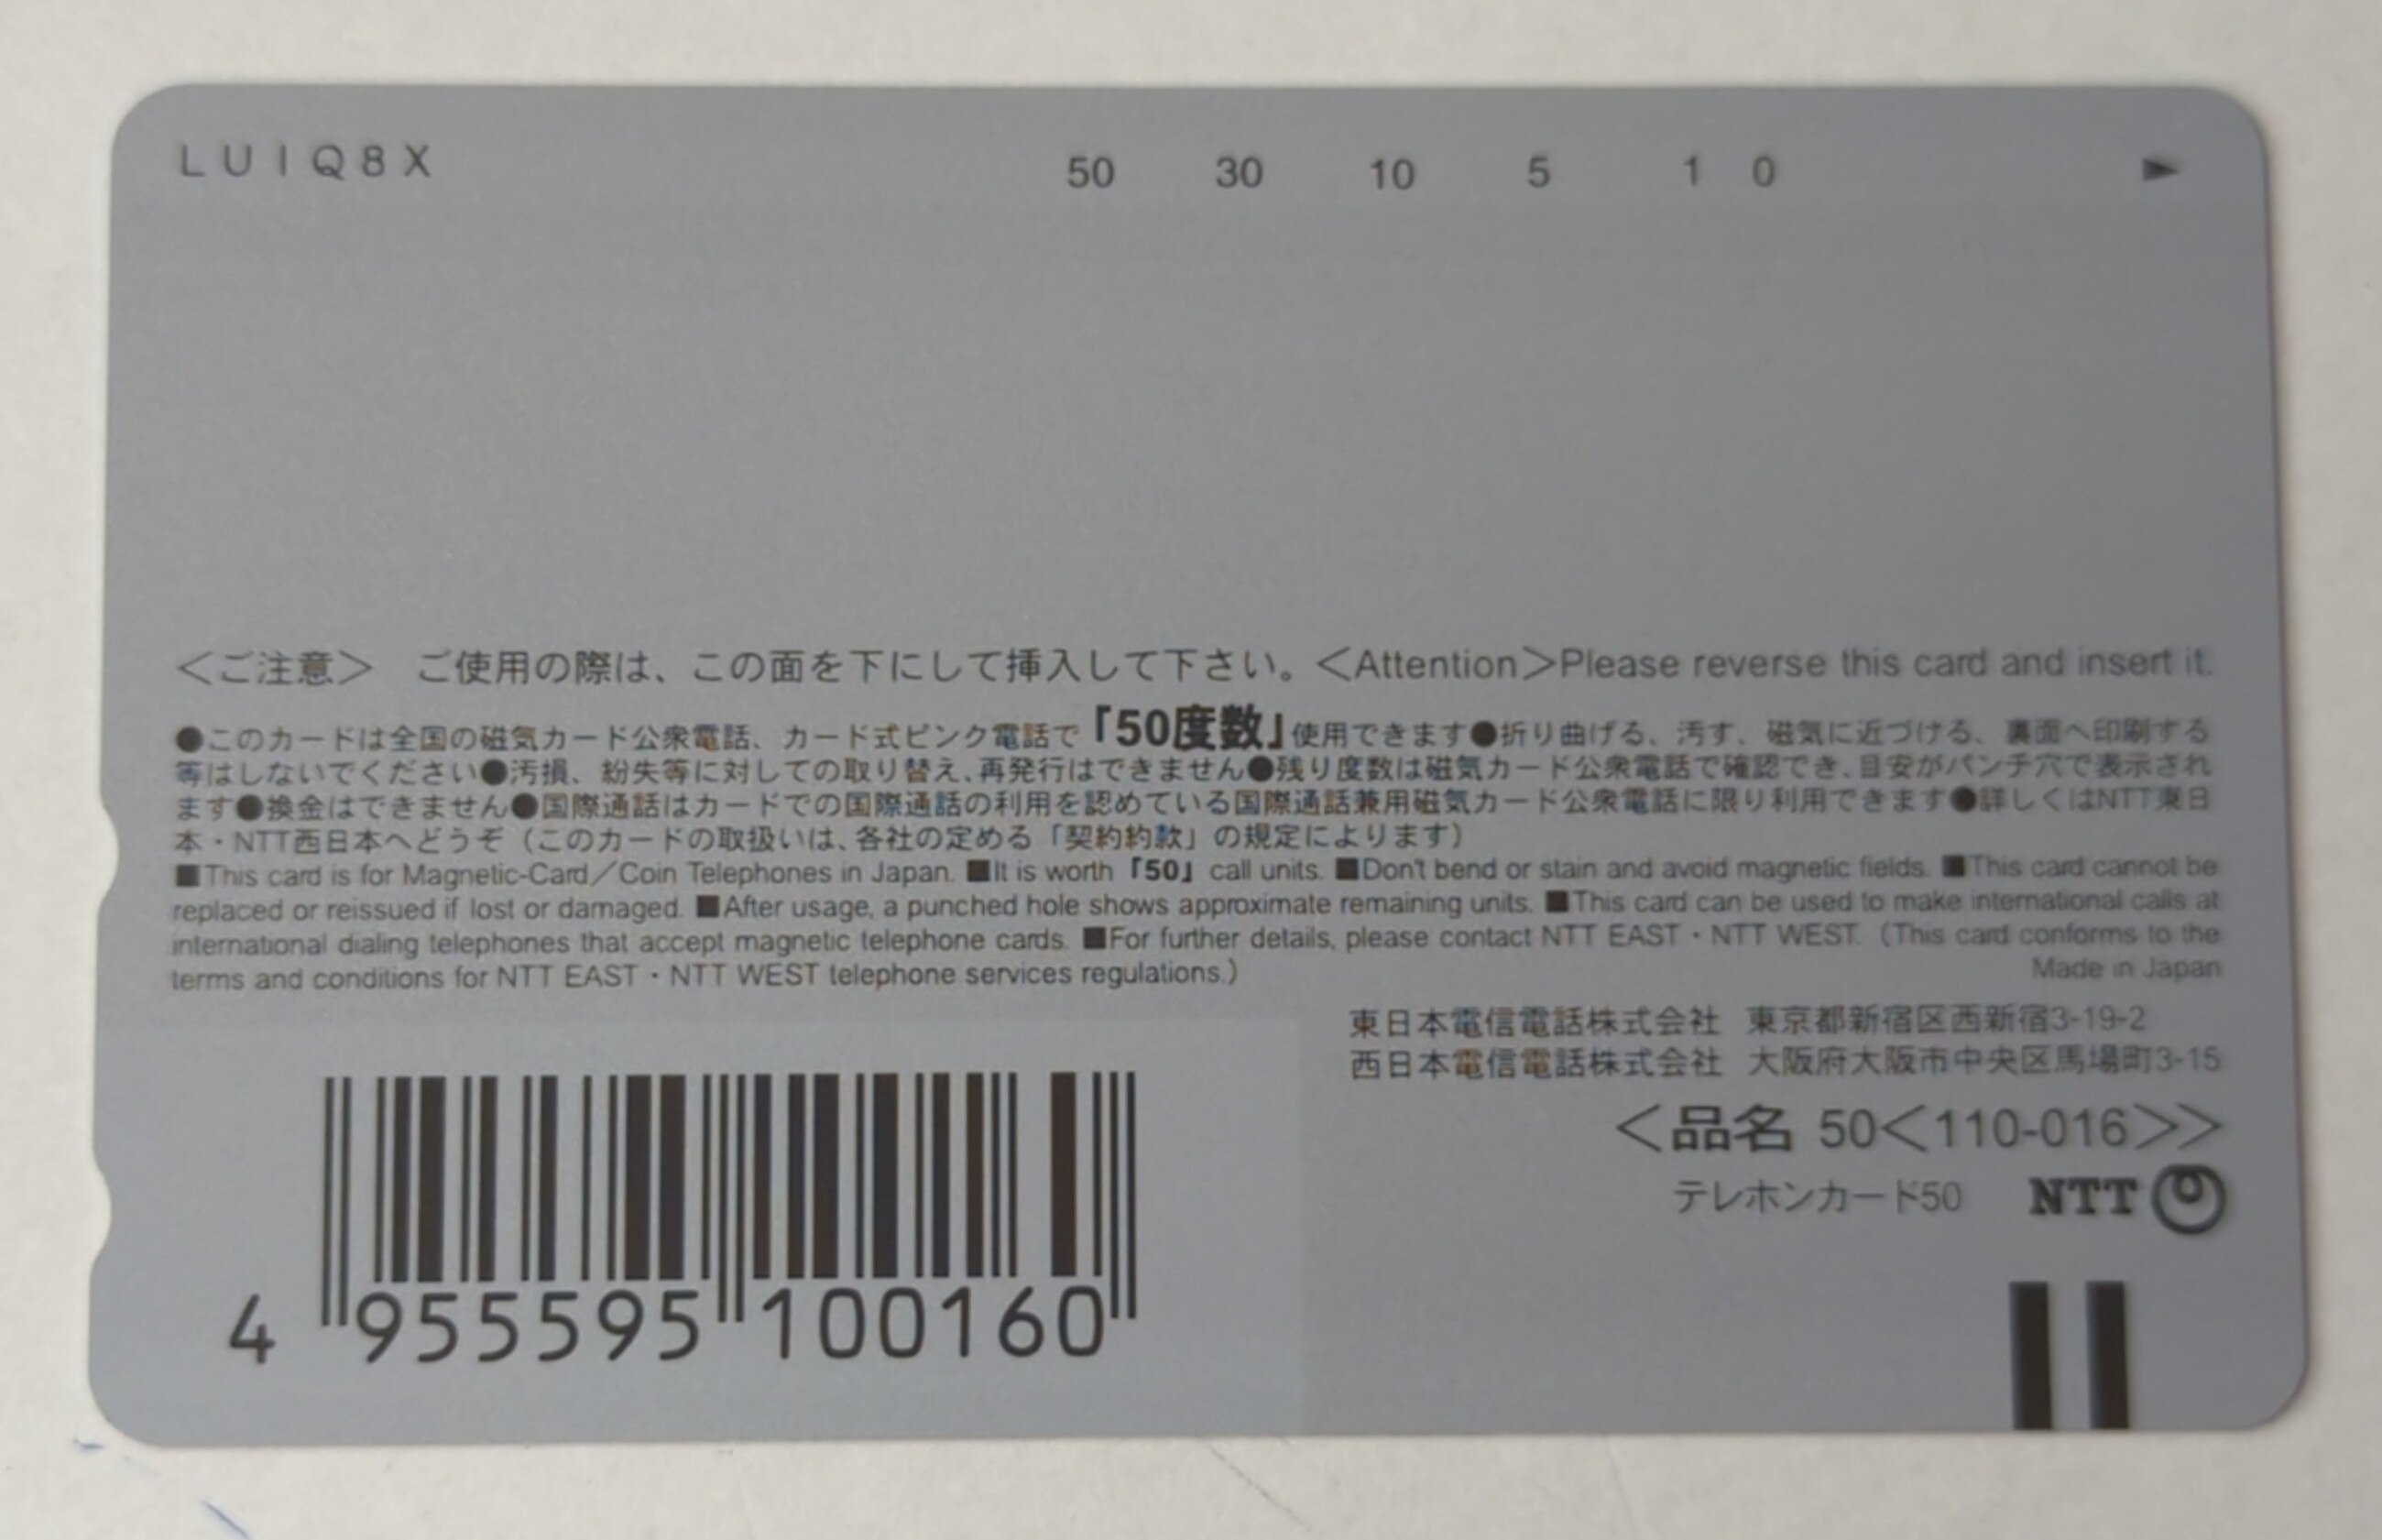 LUIQ8X 50 30 10 5 1 0 ►
＜ご注意＞ ご使用の際は、この面を下にして挿入して下さい。＜Attention＞Please reverse this card and insert it.
●このカードは全国の磁気カード公衆電話、カード式ピンク電話で「50度数」使用できます●折り曲げる、汚す、磁気に近づける、裏面へ印刷する
等はしないでください●汚損、紛失等に対しての取り替え、再発行はできません●残り度数は磁気カード公衆電話で確認でき、目安がパンチ穴で表示され
ます●換金はできません●国際通話はカードでの国際通話の利用を認めている国際通話兼用磁気カード公衆電話に限り利用できます●詳しくはNTT東日
本・NTT西日本へどうぞ（このカードの取扱いは、各社の定める「契約約款」の規定によります）
■This card is for Magnetic-Card／Coin Telephones in Japan. ■It is worth「50」call units. ■Don't bend or stain and avoid magnetic fields. ■This card cannot be
replaced or reissued if lost or damaged. ■After usage, a punched hole shows approximate remaining units. ■This card can be used to make international calls at
international dialing telephones that accept magnetic telephone cards. ■For further details, please contact NTT EAST・NTT WEST.（This card conforms to the
terms and conditions for NTT EAST・NTT WEST telephone services regulations.）
Made in Japan
東日本電信電話株式会社 東京都新宿区西新宿3-19-2
西日本電信電話株式会社 大阪府大阪市中央区馬場町3-15
＜品名 50＜110-016＞＞
テレホンカード50 NTT
4 955595 100160